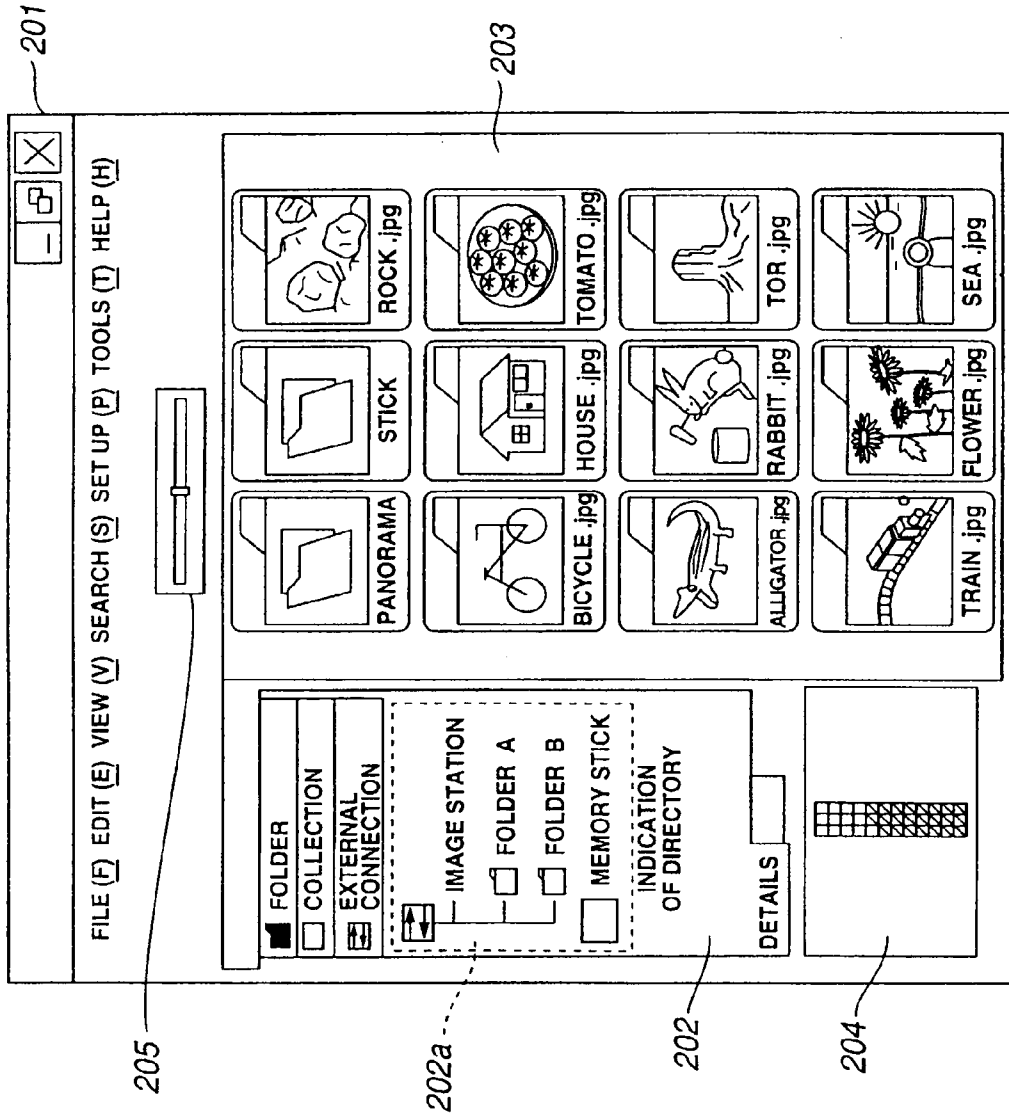 201
FILE (F) EDIT (E) VIEW (V) SEARCH (S) SET UP (P) TOOLS (T) HELP (H)
205
FOLDER
COLLECTION
EXTERNAL
CONNECTION
IMAGE STATION
FOLDER A
FOLDER B
MEMORY STICK
INDICATION
OF DIRECTORY
DETAILS
202a
202
204
PANORAMA
STICK
ROCK .jpg
BICYCLE .jpg
HOUSE .jpg
TOMATO .jpg
ALLIGATOR .jpg
RABBIT .jpg
TOR .jpg
TRAIN .jpg
FLOWER .jpg
SEA .jpg
203